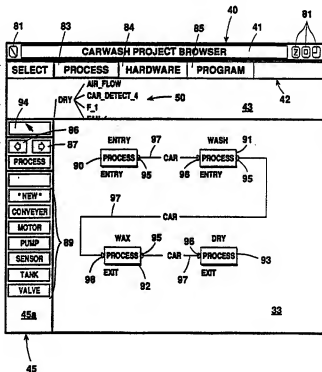 40
81 83 84 85 41 81
CARWASH PROJECT BROWSER
SELECT PROCESS HARDWARE PROGRAM
94 AIR_FLOW 42
DRY CAR_DETECT_4 50 43
F_1
86
87
ENTRY 97 WASH 91
PROCESS 90 PROCESS CAR PROCESS
95 96 95
ENTRY ENTRY
*NEW*
97
CONVEYER CAR
MOTOR
89 WAX 95 96 DRY
PUMP PROCESS CAR PROCESS 93
SENSOR EXIT 97 EXIT
TANK 98 92
VALVE
45a 33
45